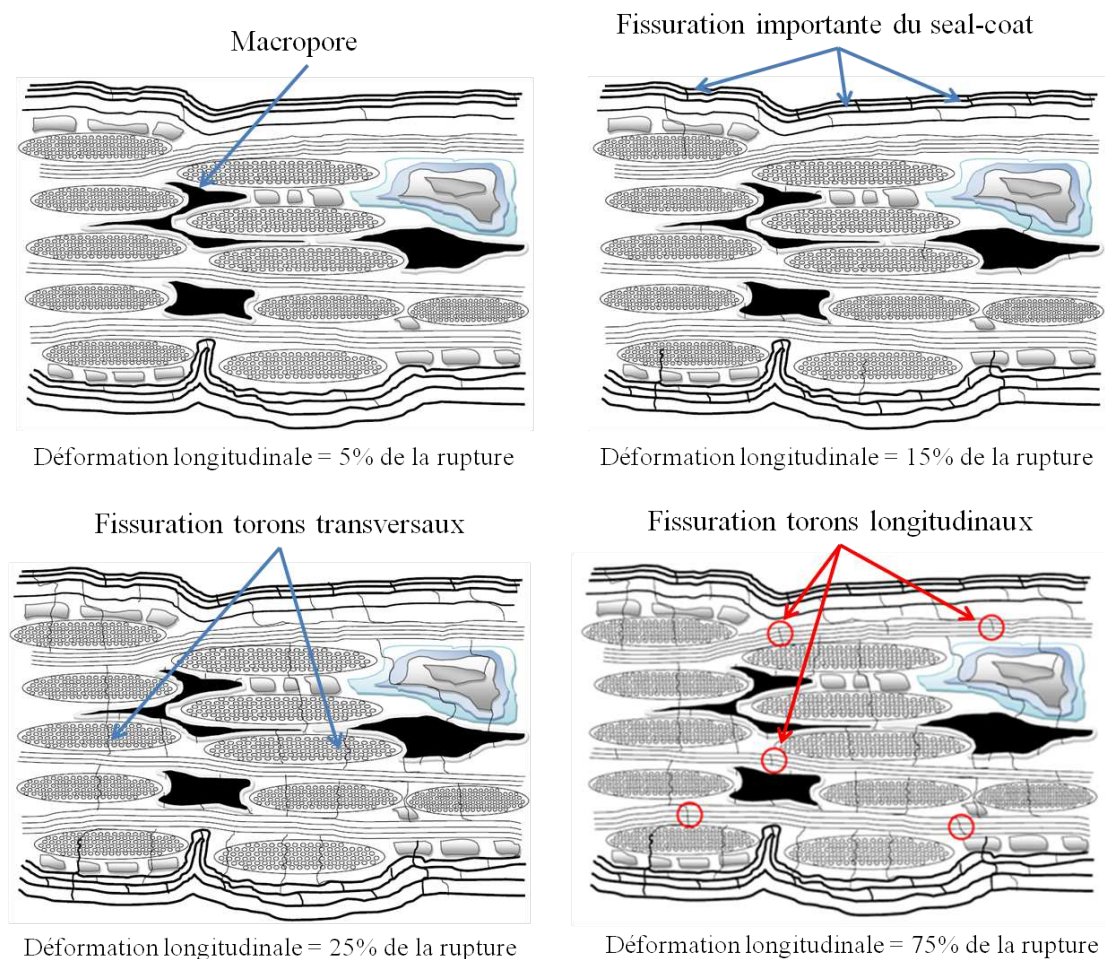 Macropore
Fissuration importante du seal-coat
Déformation longitudinale = 5% de la rupture
Déformation longitudinale = 15% de la rupture
Fissuration torons transversaux
Fissuration torons longitudinaux
Déformation longitudinale = 25% de la rupture
Déformation longitudinale = 75% de la rupture